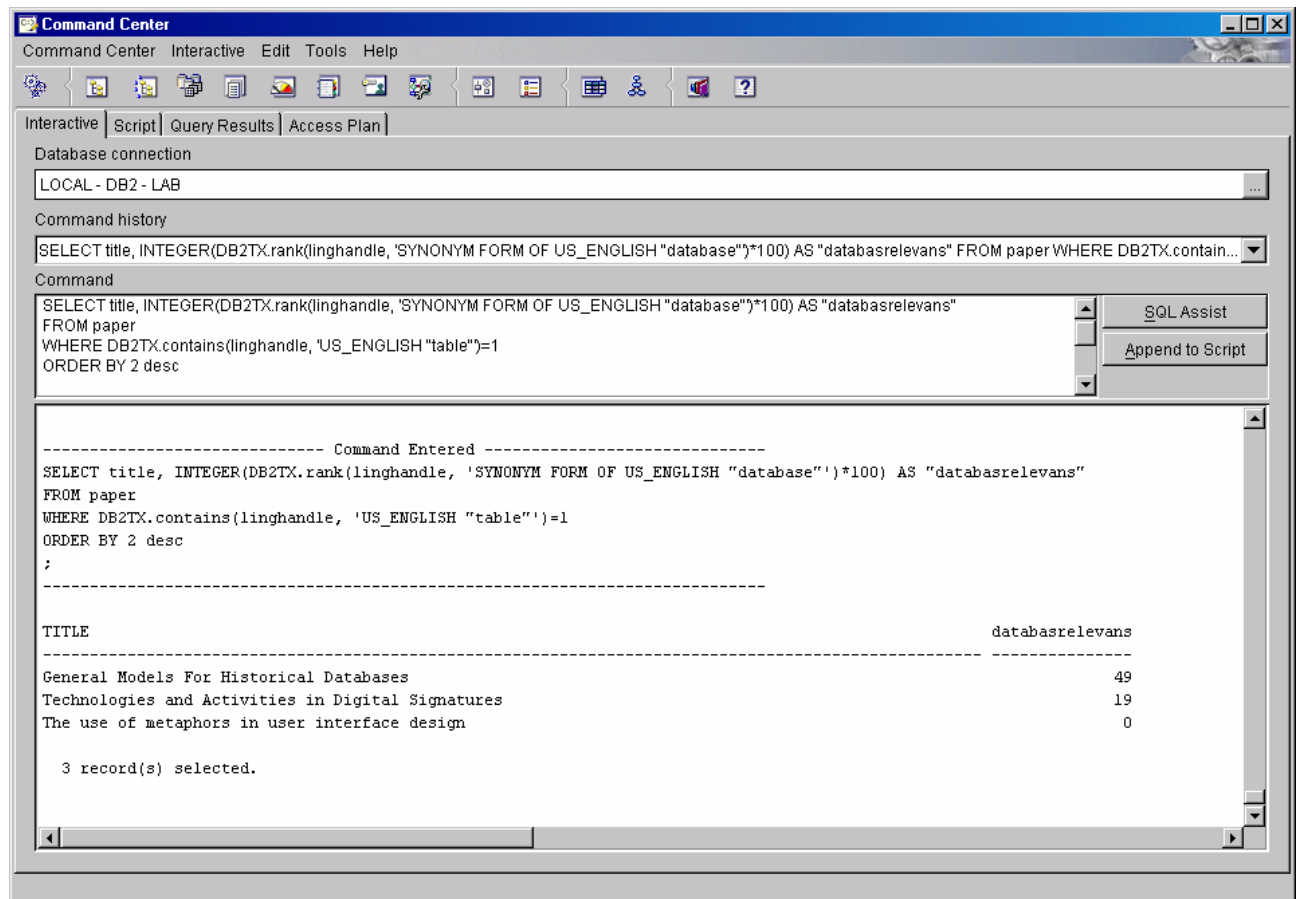 Command Center
Command Center Interactive Edit Tools Help
Interactive Script Query Results Access Plan
Database connection
LOCAL - DB2 - LAB
...
Command history
SELECT title, INTEGER(DB2TX.rank(linghandle, 'SYNONYM FORM OF US_ENGLISH "database"')*100) AS "databasrelevans" FROM paper WHERE DB2TX.contain...
Command
SELECT title, INTEGER(DB2TX.rank(linghandle, 'SYNONYM FORM OF US_ENGLISH "database"')*100) AS "databasrelevans"
FROM paper
WHERE DB2TX.contains(linghandle, 'US_ENGLISH "table"')=1
ORDER BY 2 desc
SQL Assist
Append to Script
------------------------------ Command Entered ------------------------------
SELECT title, INTEGER(DB2TX.rank(linghandle, 'SYNONYM FORM OF US_ENGLISH "database"')*100) AS "databasrelevans"
FROM paper
WHERE DB2TX.contains(linghandle, 'US_ENGLISH "table"')=1
ORDER BY 2 desc
;
------------------------------------------------------------------------------
TITLE databasrelevans
---------------------------------------------------------------------------------------------------- ---------------
General Models For Historical Databases 49
Technologies and Activities in Digital Signatures 19
The use of metaphors in user interface design 0
3 record(s) selected.